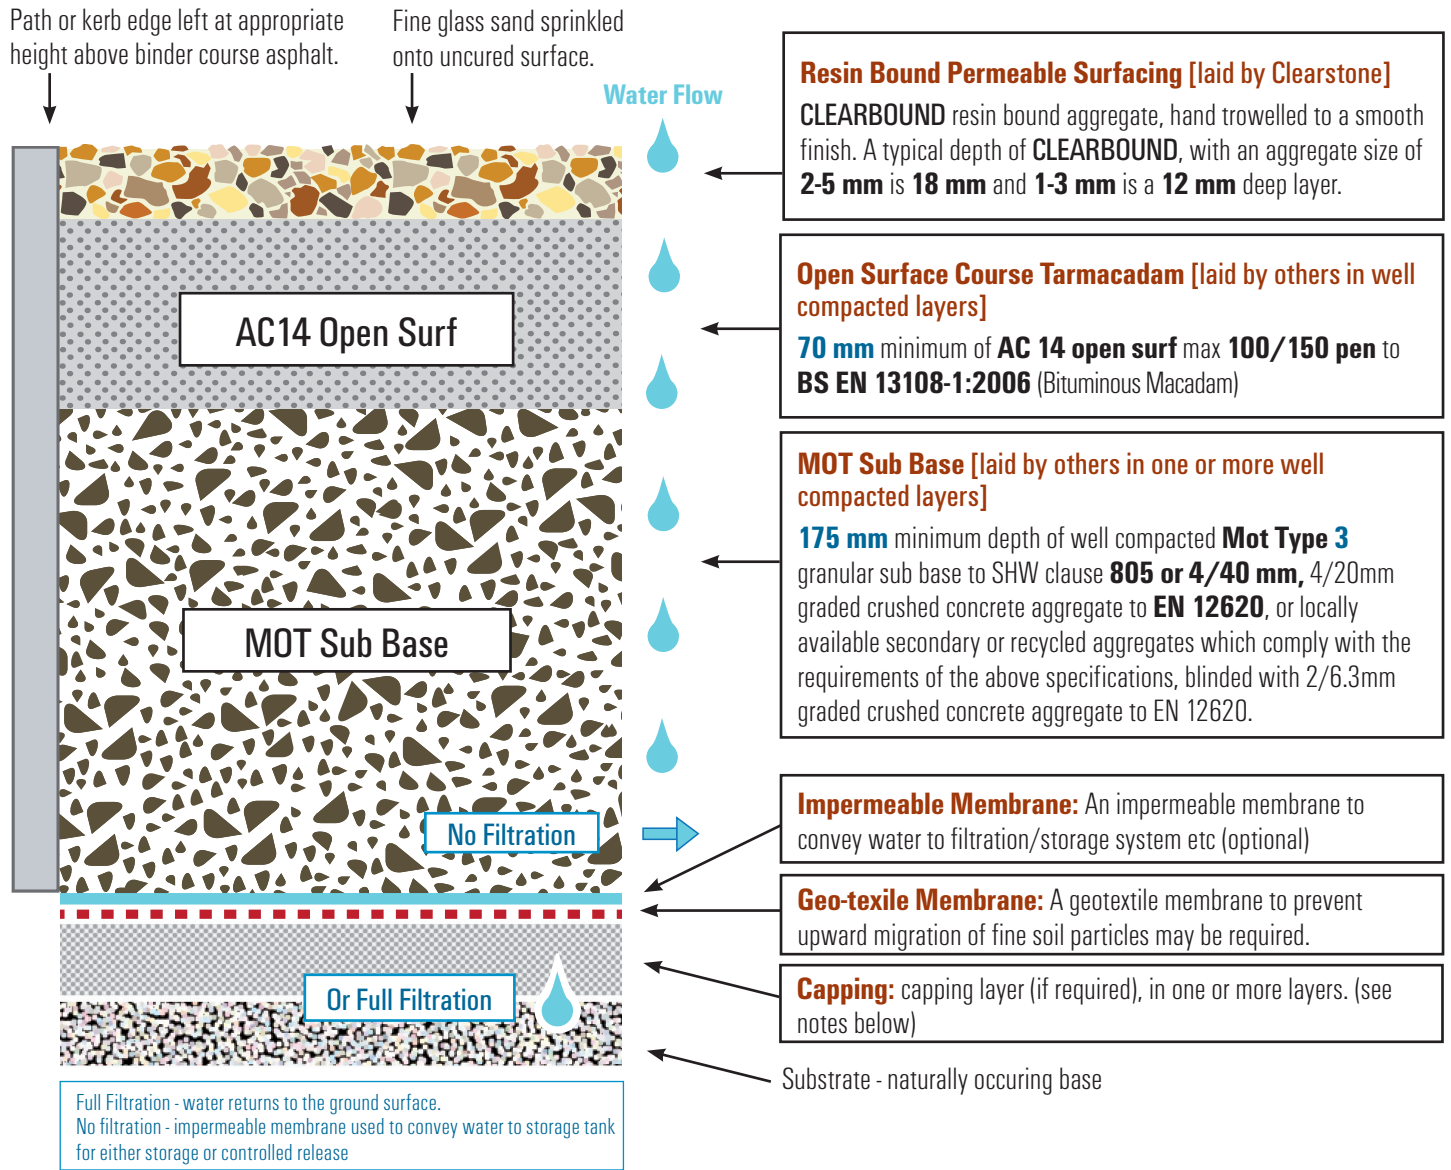 Path or kerb edge left at appropriate
height above binder course asphalt.
Fine glass sand sprinkled
onto uncured surface.
Water Flow
Resin Bound Permeable Surfacing [laid by Clearstone]
CLEARBOUND resin bound aggregate, hand trowelled to a smooth
finish. A typical depth of CLEARBOUND, with an aggregate size of
2-5 mm is 18 mm and 1-3 mm is a 12 mm deep layer.
AC14 Open Surf
Open Surface Course Tarmacadam [laid by others in well
compacted layers]
70 mm minimum of AC 14 open surf max 100/150 pen to
BS EN 13108-1:2006 (Bituminous Macadam)
MOT Sub Base
MOT Sub Base [laid by others in one or more well
compacted layers]
175 mm minimum depth of well compacted Mot Type 3
granular sub base to SHW clause 805 or 4/40 mm, 4/20mm
graded crushed concrete aggregate to EN 12620, or locally
available secondary or recycled aggregates which comply with the
requirements of the above specifications, blinded with 2/6.3mm
graded crushed concrete aggregate to EN 12620.
No Filtration
Impermeable Membrane: An impermeable membrane to
convey water to filtration/storage system etc (optional)
Geo-texile Membrane: A geotextile membrane to prevent
upward migration of fine soil particles may be required.
Or Full Filtration
Capping: capping layer (if required), in one or more layers. (see
notes below)
Substrate - naturally occuring base
Full Filtration - water returns to the ground surface.
No filtration - impermeable membrane used to convey water to storage tank
for either storage or controlled release